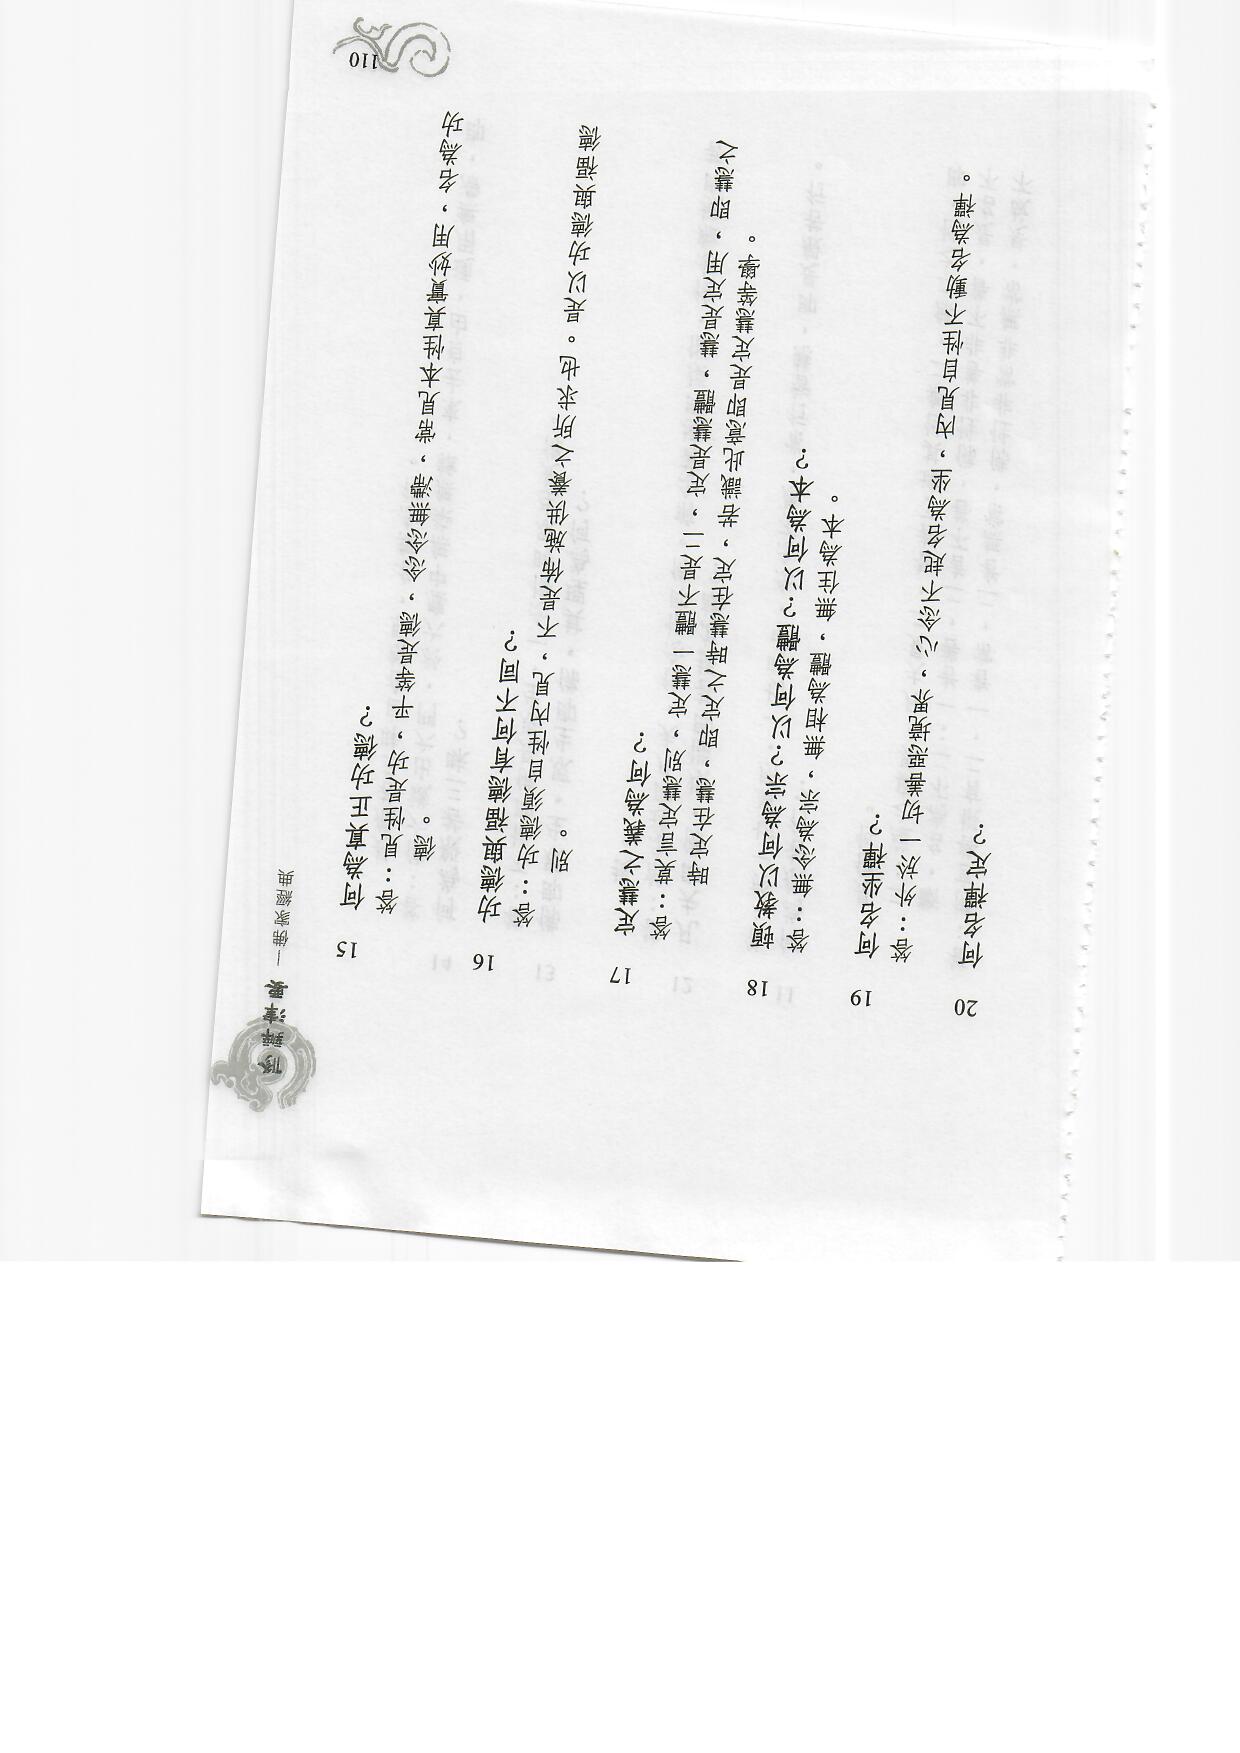 修辦津要
—佛家經典
15 何為真正功德？
答：見性是功，平等是德，念念無滯，常見本性真實妙用，名為功
德。
16 功德與福德有何不同？
答：功德須自性內見，不是佈施供養之所求也。是以功德與福德
別。
17 定慧之義為何？
答：莫言定慧別，定慧一體不是二，定是慧體，慧是定用，即慧之
時定在慧，即定之時慧在定，若識此意即是定慧等學。
18 頓教以何為宗？以何為體？以何為本？
答：無念為宗，無相為體，無住為本。
19 何名坐禪？
答：外於一切善惡境界，心念不起名為坐，內見自性不動名為禪。
20 何名禪定？
110